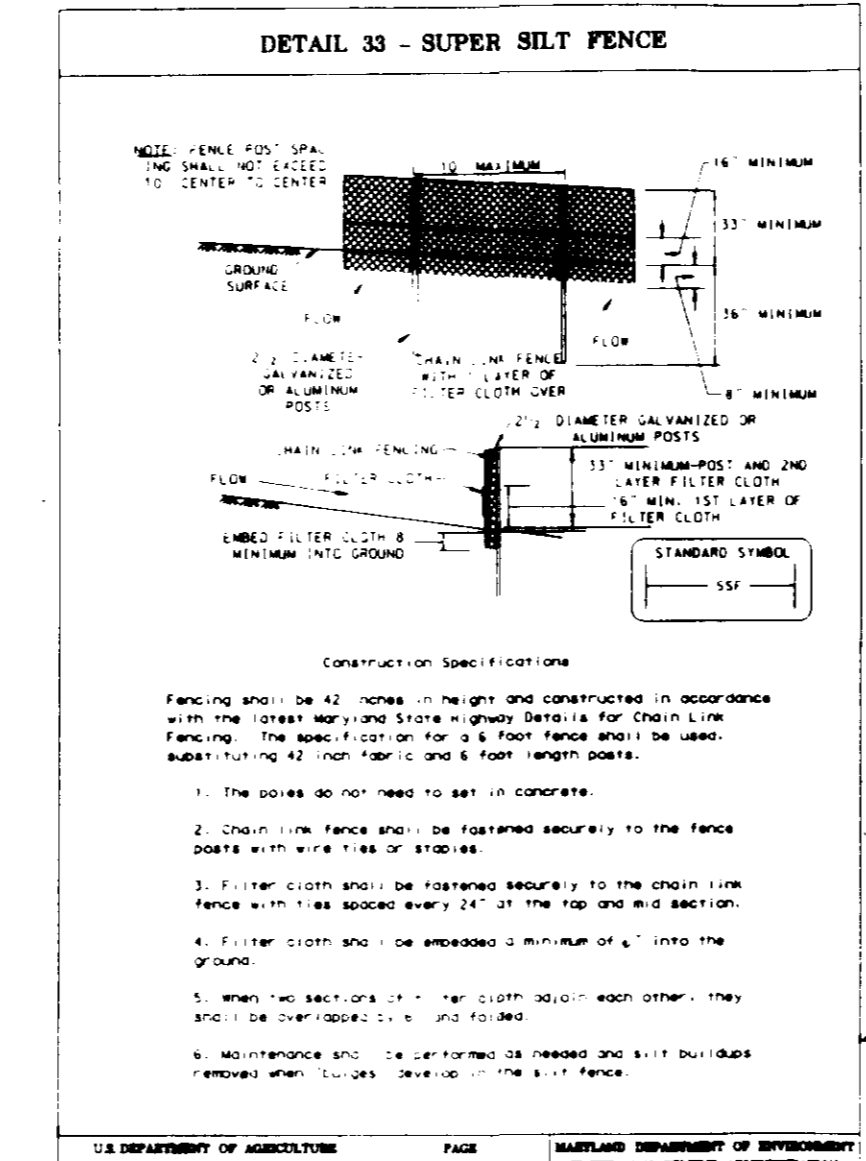 DETAIL 33 - SUPER SILT FENCE
NOTE: FENCE POST SPAC
ING SHALL NOT EXCEED
10' CENTER TO CENTER
10' MAXIMUM
16" MINIMUM
33" MINIMUM
GROUND
SURFACE
36" MINIMUM
FLOW
FLOW
8" MINIMUM
DIAMETER
GALVANIZED
OR ALUMINUM
POSTS
CHAIN LINK FENCE
WITH 1 LAYER OF
FILTER CLOTH OVER
2 1/2 DIAMETER GALVANIZED OR
ALUMINUM POSTS
CHAIN LINK FENCING
FLOW
FILTER CLOTH
33" MINIMUM-POST AND 2ND
LAYER FILTER CLOTH
16" MIN. 1ST LAYER OF
FILTER CLOTH
EMBED FILTER CLOTH 8
MINIMUM INTO GROUND
STANDARD SYMBOL
SSF
Construction Specifications
Fencing shall be 42 inches in height and constructed in accordance
with the latest Maryland State Highway Details for Chain Link
Fencing. The specification for a 6 foot fence shall be used.
substituting 42 inch fabric and 6 foot length posts.
1. The poles do not need to set in concrete.
2. Chain link fence shall be fastened securely to the fence
posts with wire ties or staples.
3. Filter cloth shall be fastened securely to the chain link
fence with ties spaced every 24" at the top and mid section.
4. Filter cloth shall be embedded a minimum of into the
ground.
5. When two sections of filter cloth adjoin each other, they
shall be overlapped by and folded.
6. Maintenance shall be performed as needed and silt buildups
removed when "bulges" develop in the silt fence.
U.S. DEPARTMENT OF AGRICULTURE
PAGE
MARYLAND DEPARTMENT OF ENVIRONMENT